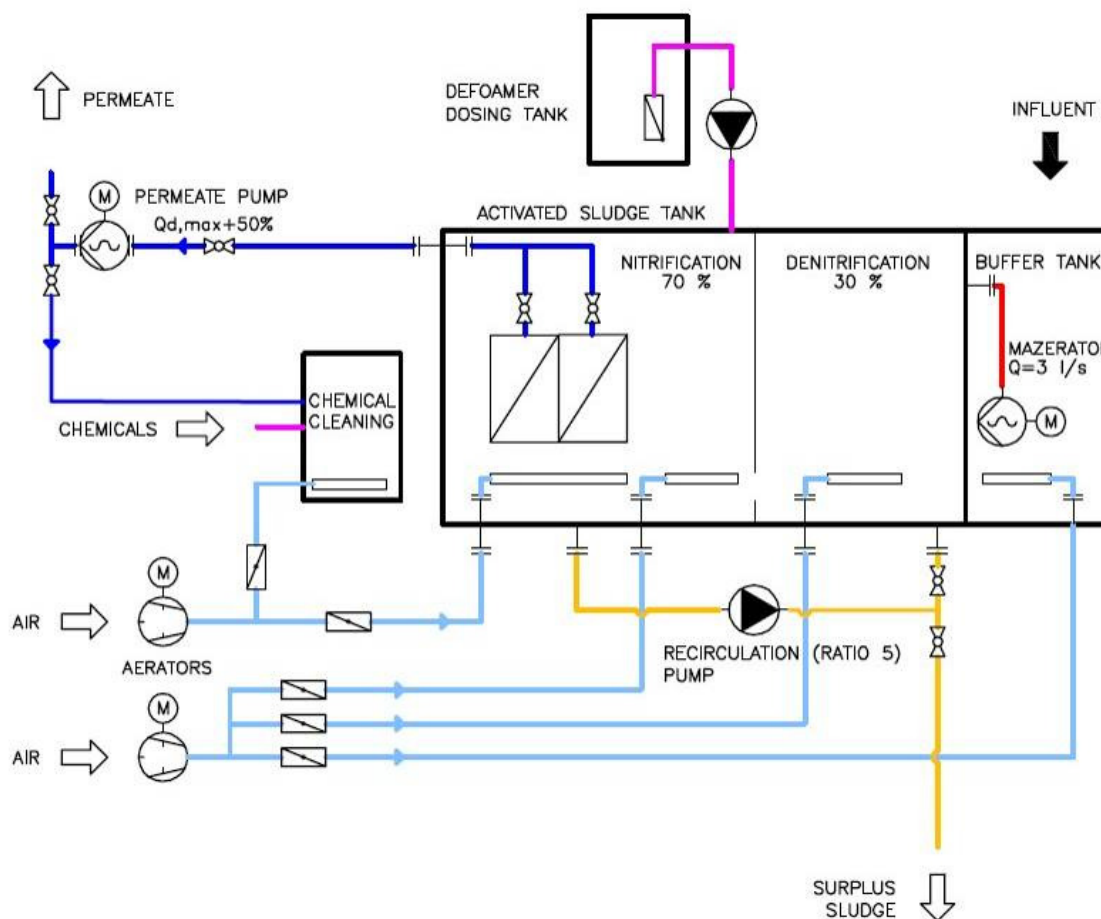 DEFOAMER
DOSING TANK
PERMEATE
INFLUENT
M
PERMEATE PUMP
Qd,max+50%
ACTIVATED SLUDGE TANK
NITRIFICATION
70 %
DENITRIFICATION
30 %
BUFFER TANK
MAZERATO
Q=3 l/s
M
CHEMICAL
CLEANING
CHEMICALS
M
AIR
AERATORS
RECIRCULATION (RATIO 5)
PUMP
M
AIR
SURPLUS
SLUDGE